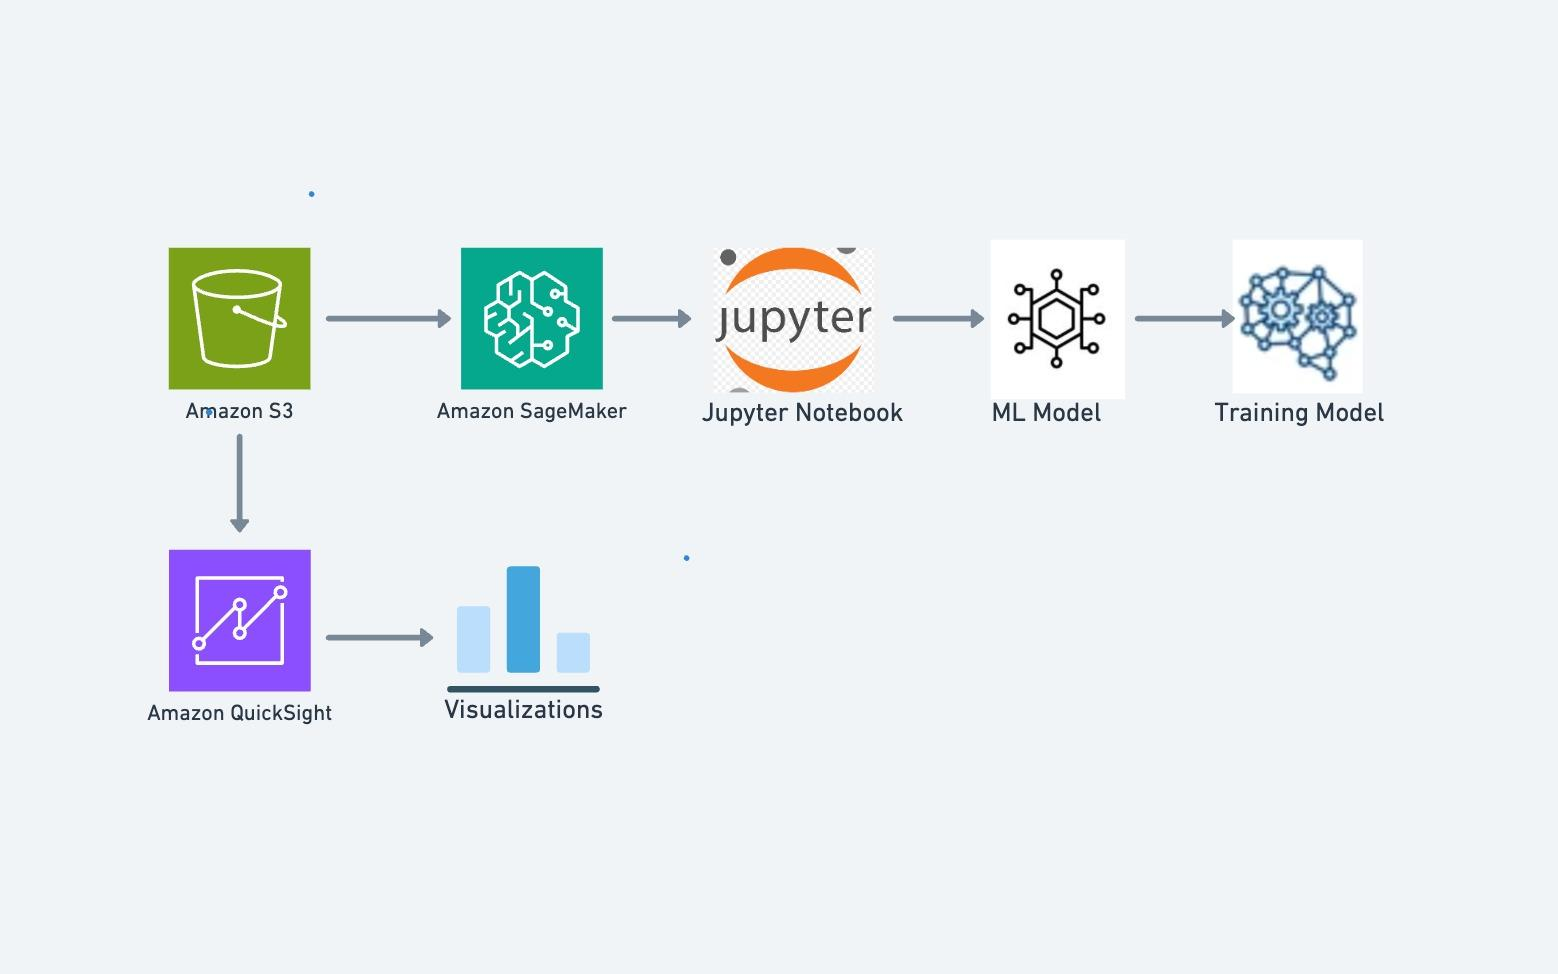 jupyter
Amazon S3
Amazon SageMaker
Jupyter Notebook
ML Model
Training Model
Amazon QuickSight
Visualizations